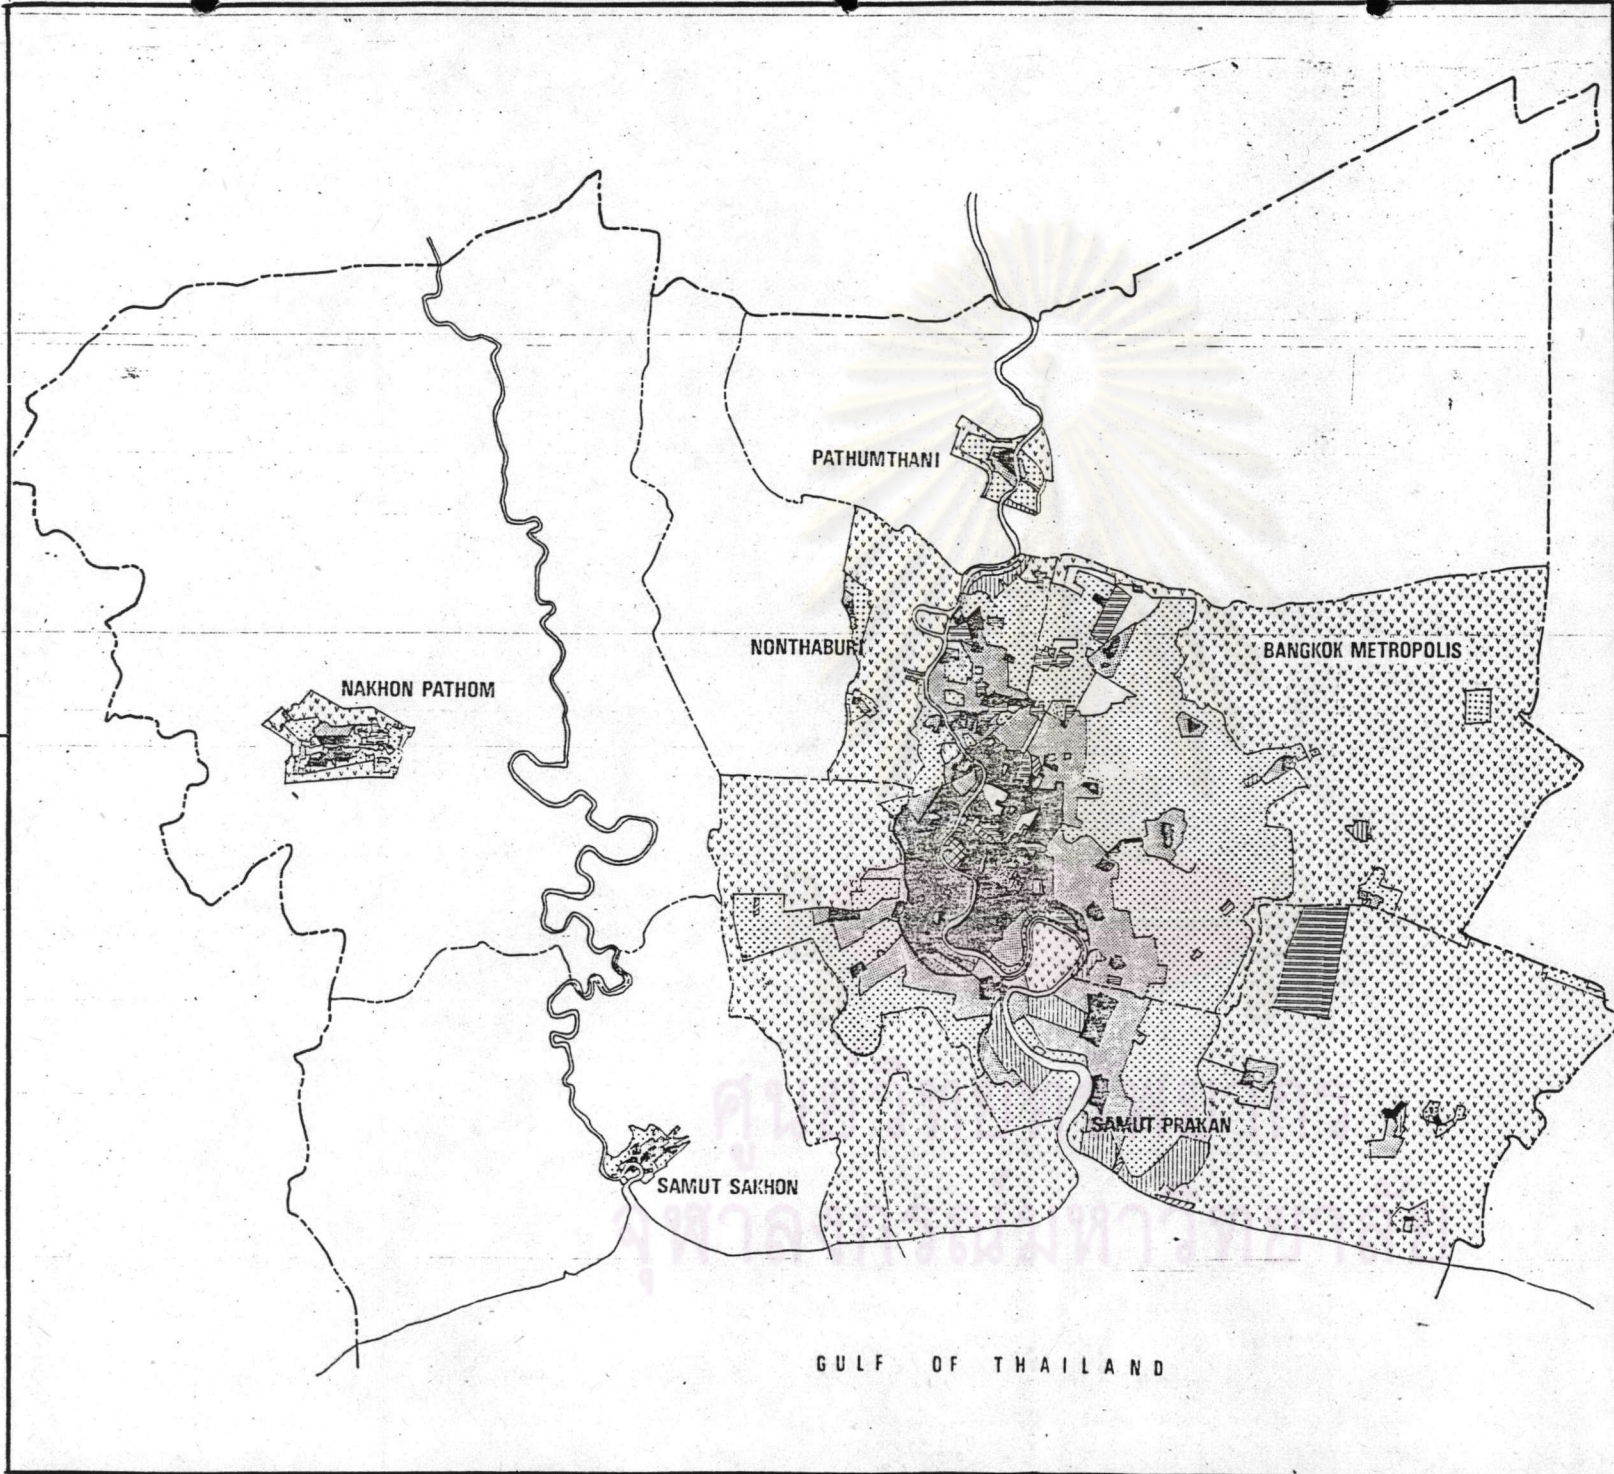 PATHUMTHANI
NONTHABURI
BANGKOK METROPOLIS
NAKHON PATHOM
SAMUT PRAKAN
SAMUT SAKHON
GULF OF THAILAND